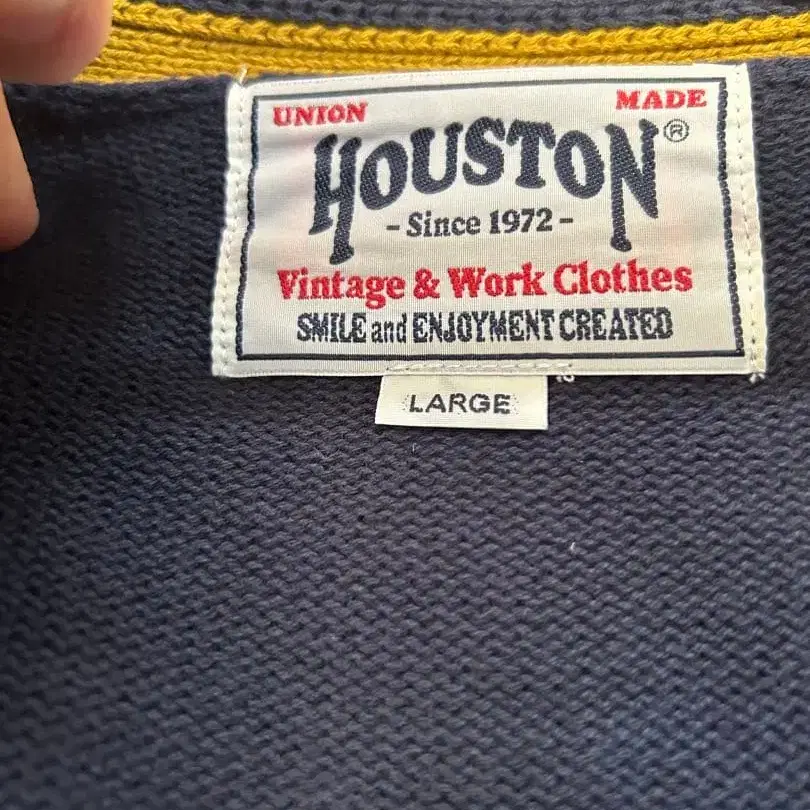 UNION MADE
HOUSTON®
- Since 1972 -
Vintage & Work Clothes
SMILE and ENJOYMENT CREATED
LARGE